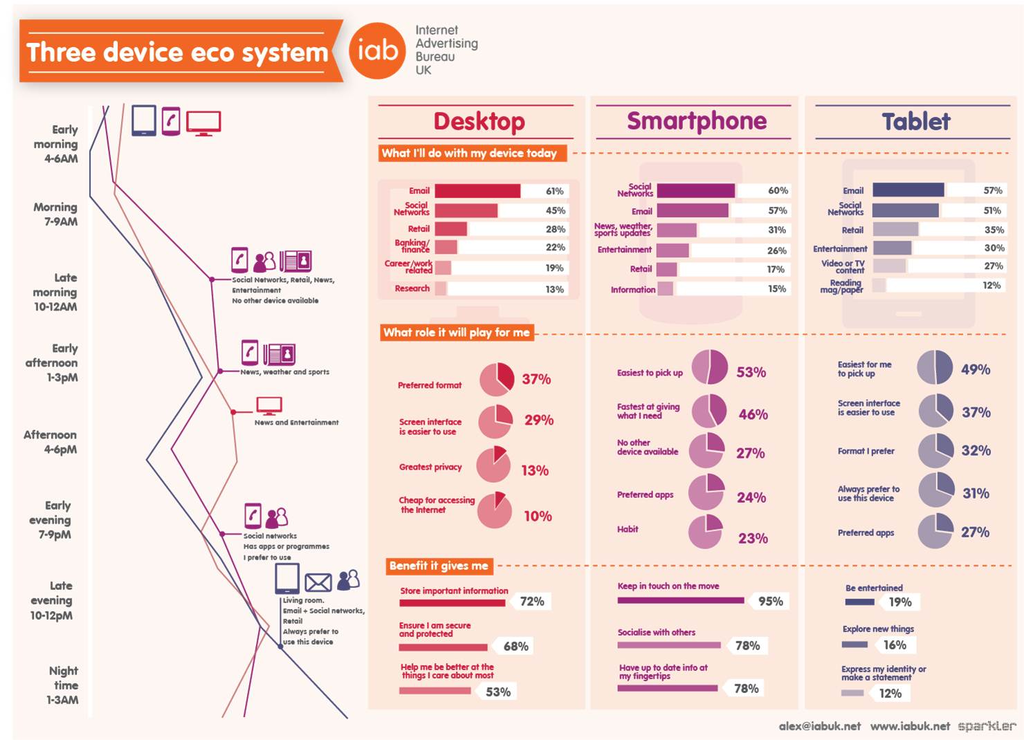 Three device eco system
iab
Internet
Advertising
Bureau
UK
Early
morning
4-6AM
Morning
7-9AM
Late
morning
10-12AM
Early
afternoon
1-3pM
Afternoon
4-6pM
Early
evening
7-9pM
Late
evening
10-12pM
Night
time
1-3AM
Social Networks, Retail, News,
Entertainment
No other device available
News, weather and sports
News and Entertainment
Social networks
Has apps or programmes
I prefer to use
Living room.
Email + Social networks,
Retail
Always prefer to
use this device
Desktop
Smartphone
Tablet
What I'll do with my device today
Email 61%
Social
Networks 45%
Retail 28%
Banking/
finance 22%
Career/work
related 19%
Research 13%
Social
Networks 60%
Email 57%
News, weather,
sports updates 31%
Entertainment 26%
Retail 17%
Information 15%
Email 57%
Social
Networks 51%
Retail 35%
Entertainment 30%
Video or TV
content 27%
Reading
mag/paper 12%
What role it will play for me
Preferred format 37%
Screen interface
is easier to use 29%
Greatest privacy 13%
Cheap for accessing
the Internet 10%
Easiest to pick up 53%
Fastest at giving
what I need 46%
No other
device available 27%
Preferred apps 24%
Habit 23%
Easiest for me
to pick up 49%
Screen interface
is easier to use 37%
Format I prefer 32%
Always prefer to
use this device 31%
Preferred apps 27%
Benefit it gives me
Store important information
72%
Ensure I am secure
and protected
68%
Help me be better at the
things I care about most
53%
Keep in touch on the move
95%
Socialise with others
78%
Have up to date info at
my fingertips
78%
Be entertained
19%
Explore new things
16%
Express my identity or
make a statement
12%
alex@iabuk.net www.iabuk.net sparkler